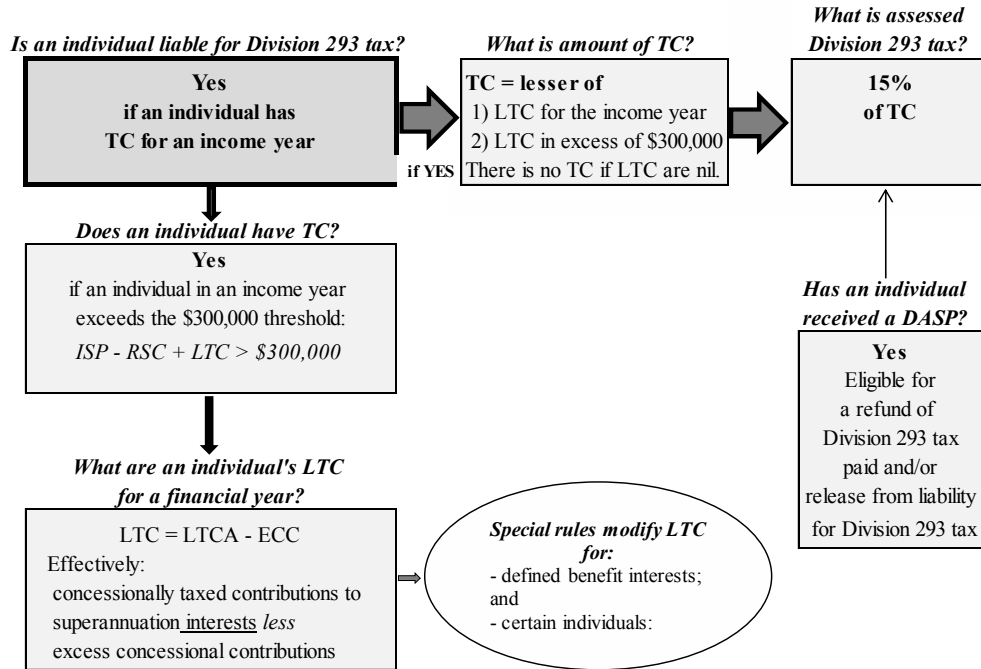 Is an individual liable for Division 293 tax?
Yes
if an individual has
TC for an income year
if YES
What is amount of TC?
TC = lesser of
1) LTC for the income year
2) LTC in excess of $300,000
There is no TC if LTC are nil.
What is assessed
Division 293 tax?
15%
of TC
Does an individual have TC?
Yes
if an individual in an income year
exceeds the $300,000 threshold:
ISP - RSC + LTC > $300,000
Has an individual
received a DASP?
Yes
Eligible for
a refund of
Division 293 tax
paid and/or
release from liability
for Division 293 tax
What are an individual's LTC
for a financial year?
LTC = LTCA - ECC
Effectively:
concessionally taxed contributions to
superannuation interests less
excess concessional contributions
Special rules modify LTC
for:
- defined benefit interests;
and
- certain individuals: